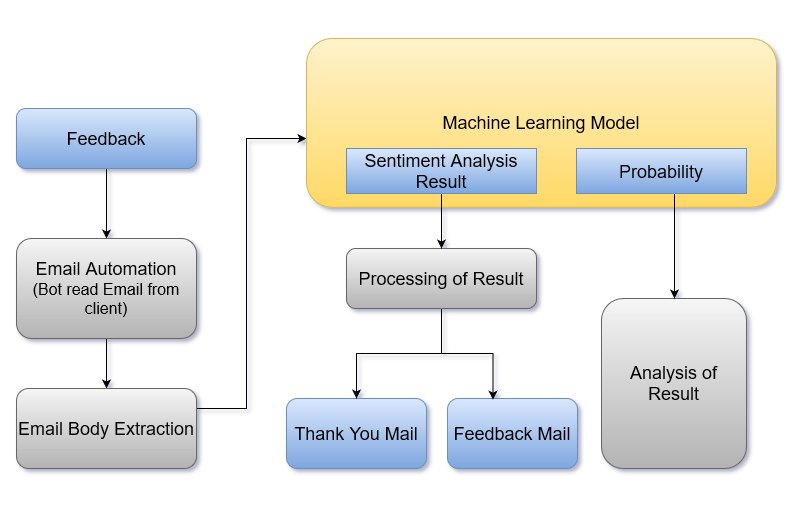 Feedback
Email Automation
(Bot read Email from
client)
Email Body Extraction
Machine Learning Model
Sentiment Analysis
Result
Probability
Processing of Result
Thank You Mail
Feedback Mail
Analysis of
Result